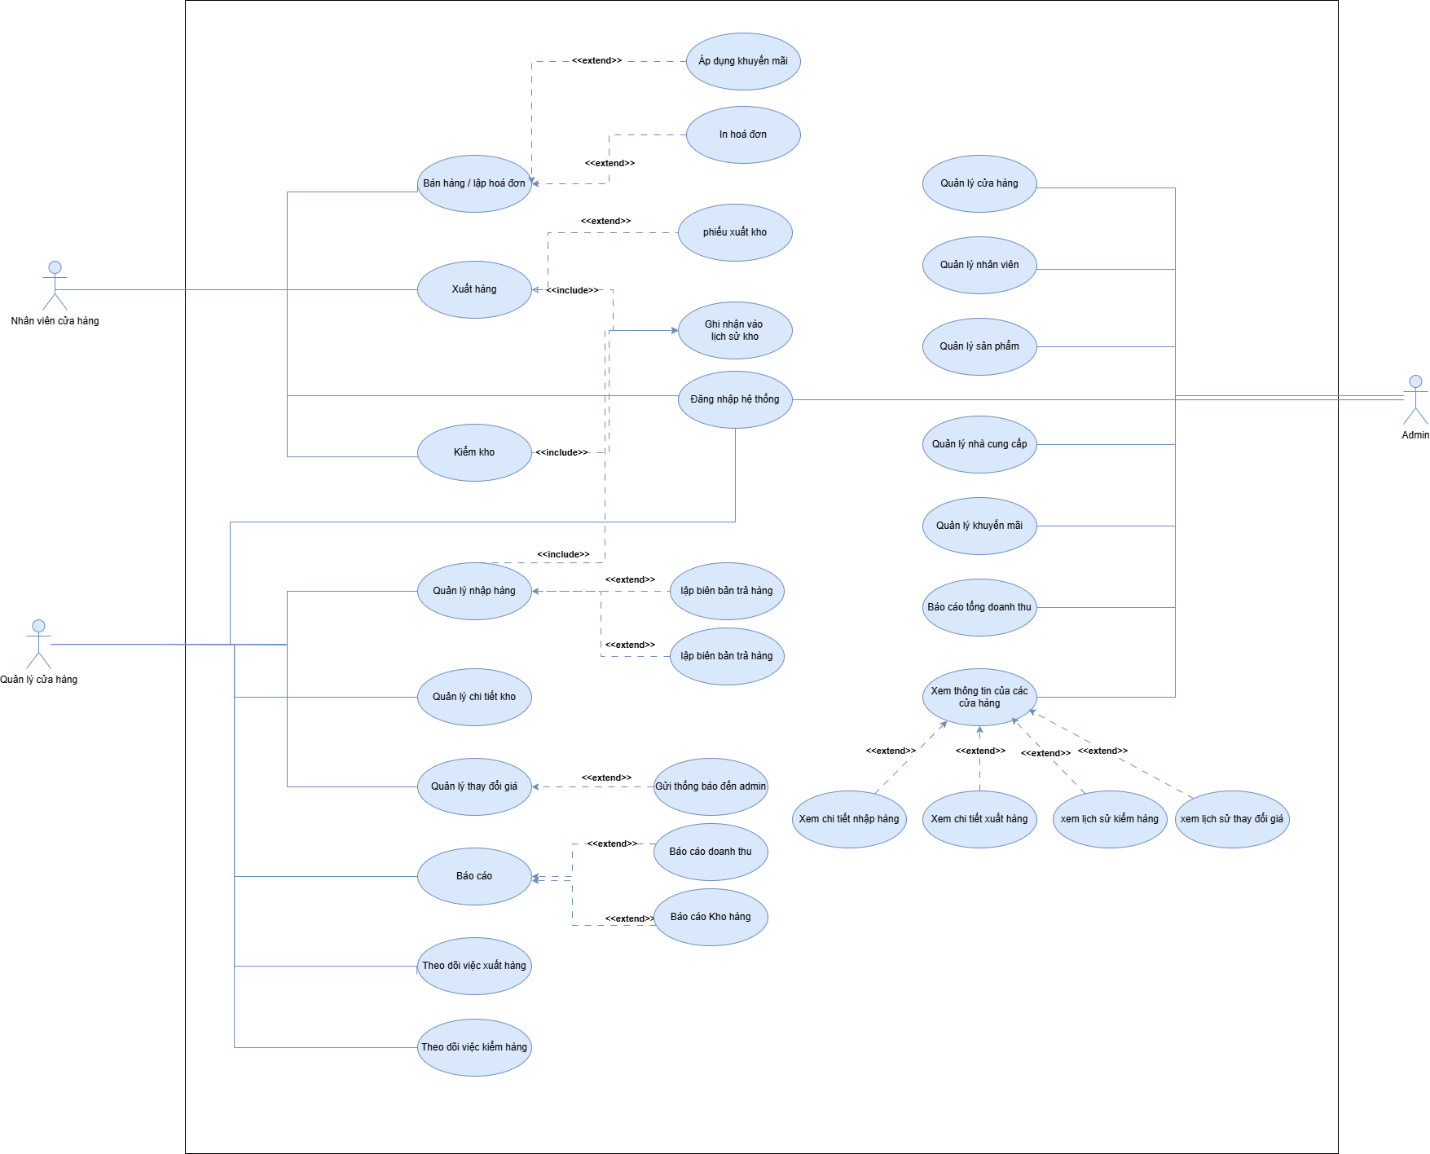 <<extend>>
Áp dụng khuyến mãi
In hoá đơn
<<extend>>
Bán hàng / lập hoá đơn
Quản lý cửa hàng
<<extend>>
phiếu xuất kho
Quản lý nhân viên
Xuất hàng
<<include>>
Nhân viên cửa hàng
Ghi nhận vào
lịch sử kho
Quản lý sản phẩm
Đăng nhập hệ thống
Admin
Kiểm kho
<<include>>
Quản lý nhà cung cấp
Quản lý khuyến mãi
<<include>>
<<extend>>
Quản lý nhập hàng
lập biên bản trả hàng
Báo cáo tổng doanh thu
<<extend>>
lập biên bản trả hàng
Quản lý cửa hàng
Quản lý chi tiết kho
Xem thông tin của các
cửa hàng
<<extend>>
<<extend>>
<<extend>>
<<extend>>
<<extend>>
Quản lý thay đổi giá
Gửi thống báo đến admin
Xem chi tiết nhập hàng
Xem chi tiết xuất hàng
xem lịch sử kiểm hàng
xem lịch sử thay đổi giá
<<extend>>
Báo cáo doanh thu
Báo cáo
<<extend>>
Báo cáo Kho hàng
Theo dõi việc xuất hàng
Theo dõi việc kiểm hàng